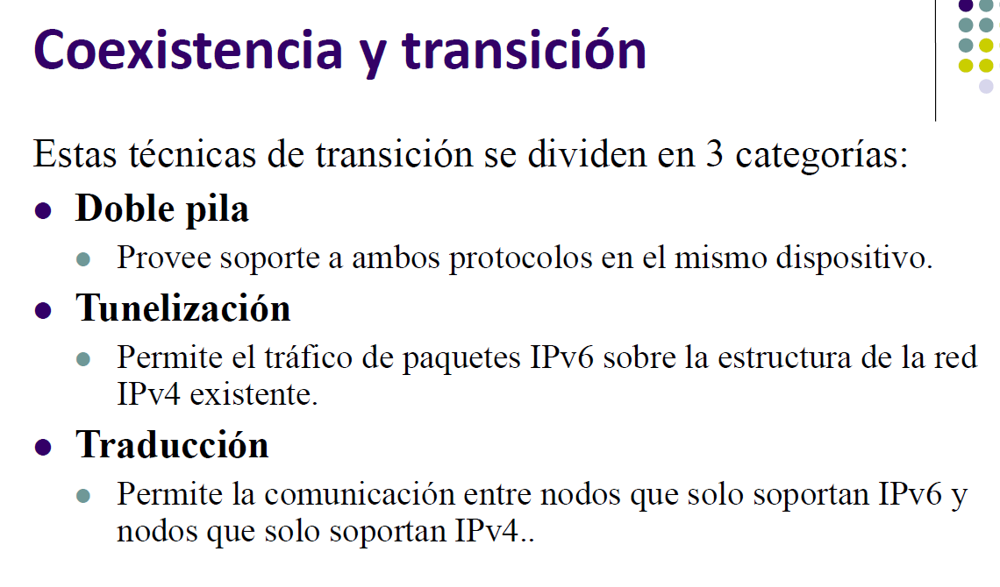 Coexistencia y transición
Estas técnicas de transición se dividen en 3 categorías:
Doble pila
Provee soporte a ambos protocolos en el mismo dispositivo.
Tunelización
Permite el tráfico de paquetes IPv6 sobre la estructura de la red
IPv4 existente.
Traducción
Permite la comunicación entre nodos que solo soportan IPv6 y
nodos que solo soportan IPv4..